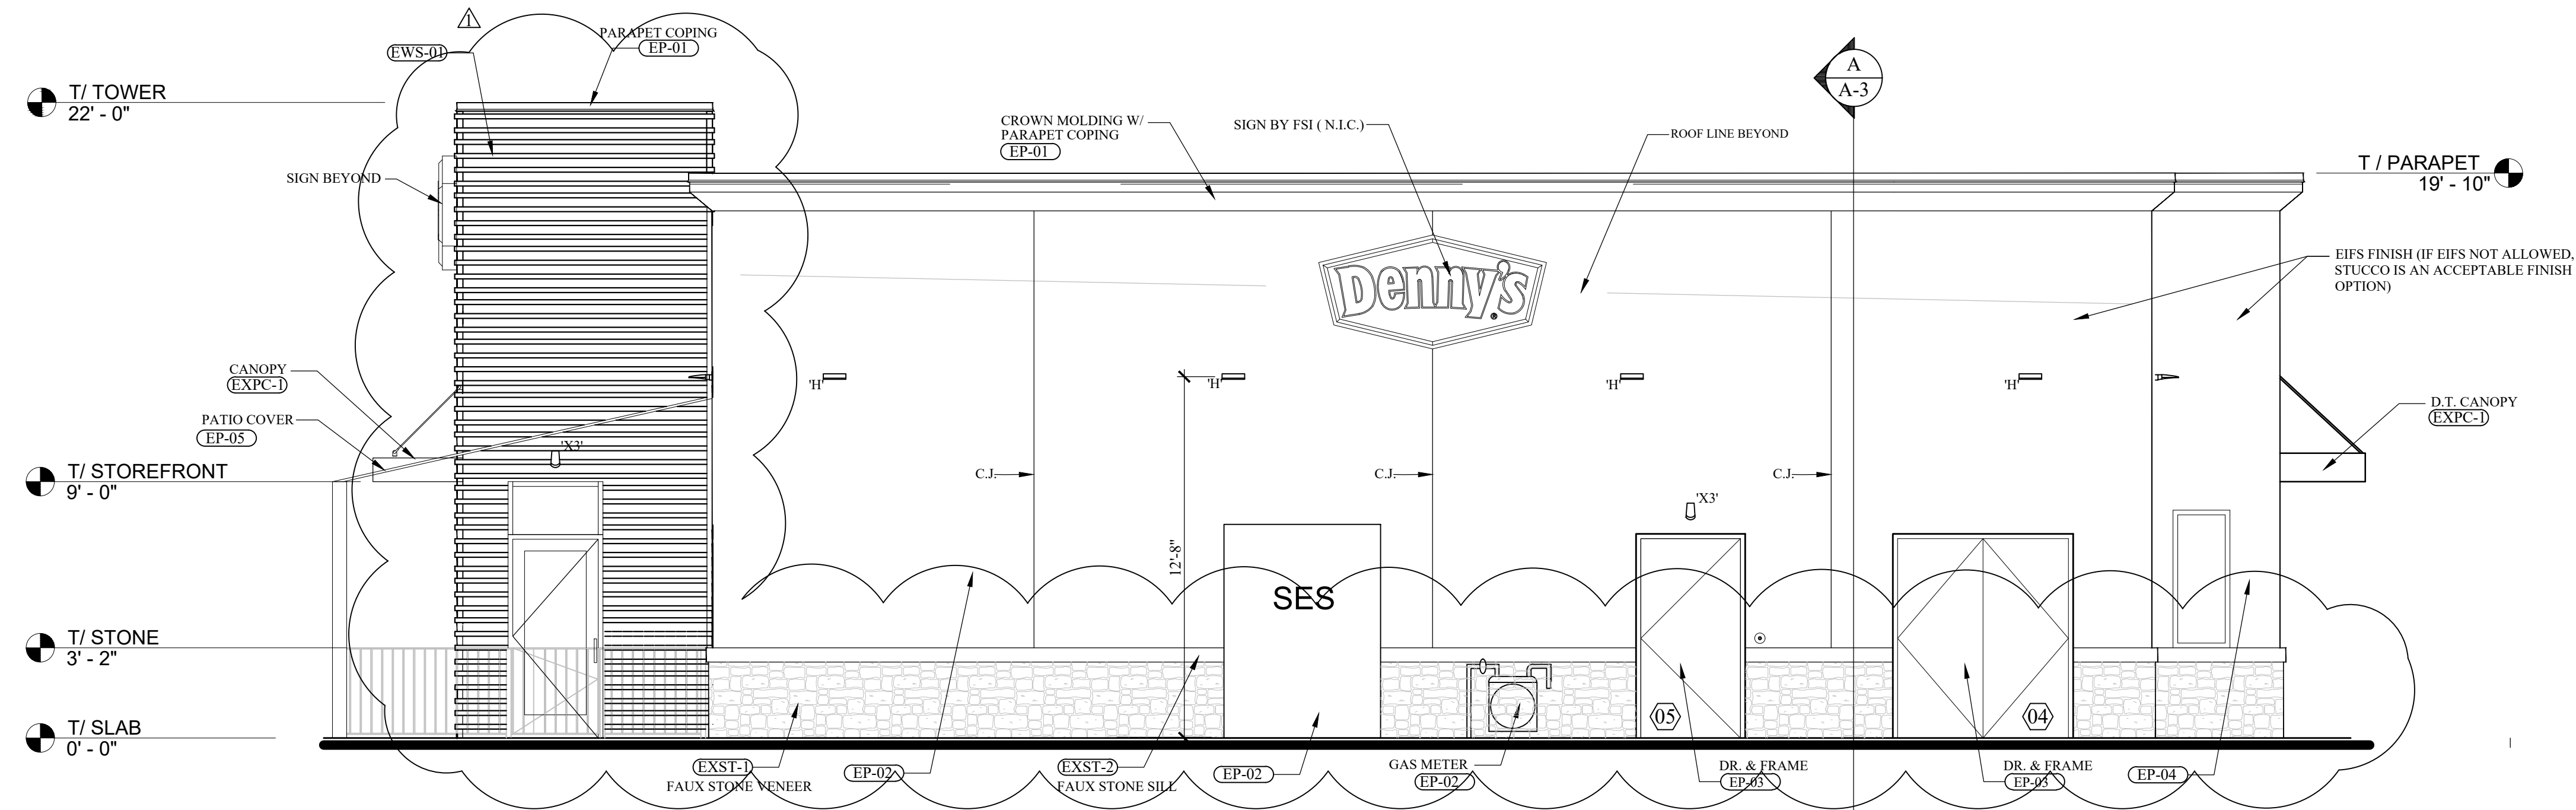 1
EWS-01
PARAPET COPING
EP-01
A
A-3
T/ TOWER
22' - 0"
CROWN MOLDING W/
PARAPET COPING
EP-01
SIGN BY FSI ( N.I.C.)
ROOF LINE BEYOND
T / PARAPET
19' - 10"
SIGN BEYOND
EIFS FINISH (IF EIFS NOT ALLOWED,
STUCCO IS AN ACCEPTABLE FINISH
OPTION)
Denny's
®
CANOPY
EXPC-1
'H'
'H'
'H'
'H'
PATIO COVER
EP-05
D.T. CANOPY
EXPC-1
'X3'
T/ STOREFRONT
9' - 0"
C.J.
C.J.
C.J.
'X3'
12'-8"
SES
T/ STONE
3' - 2"
05
04
T/ SLAB
0' - 0"
EXST-1
FAUX STONE VENEER
EP-02
EXST-2
FAUX STONE SILL
EP-02
GAS METER
EP-02
DR. & FRAME
EP-03
DR. & FRAME
EP-03
EP-04